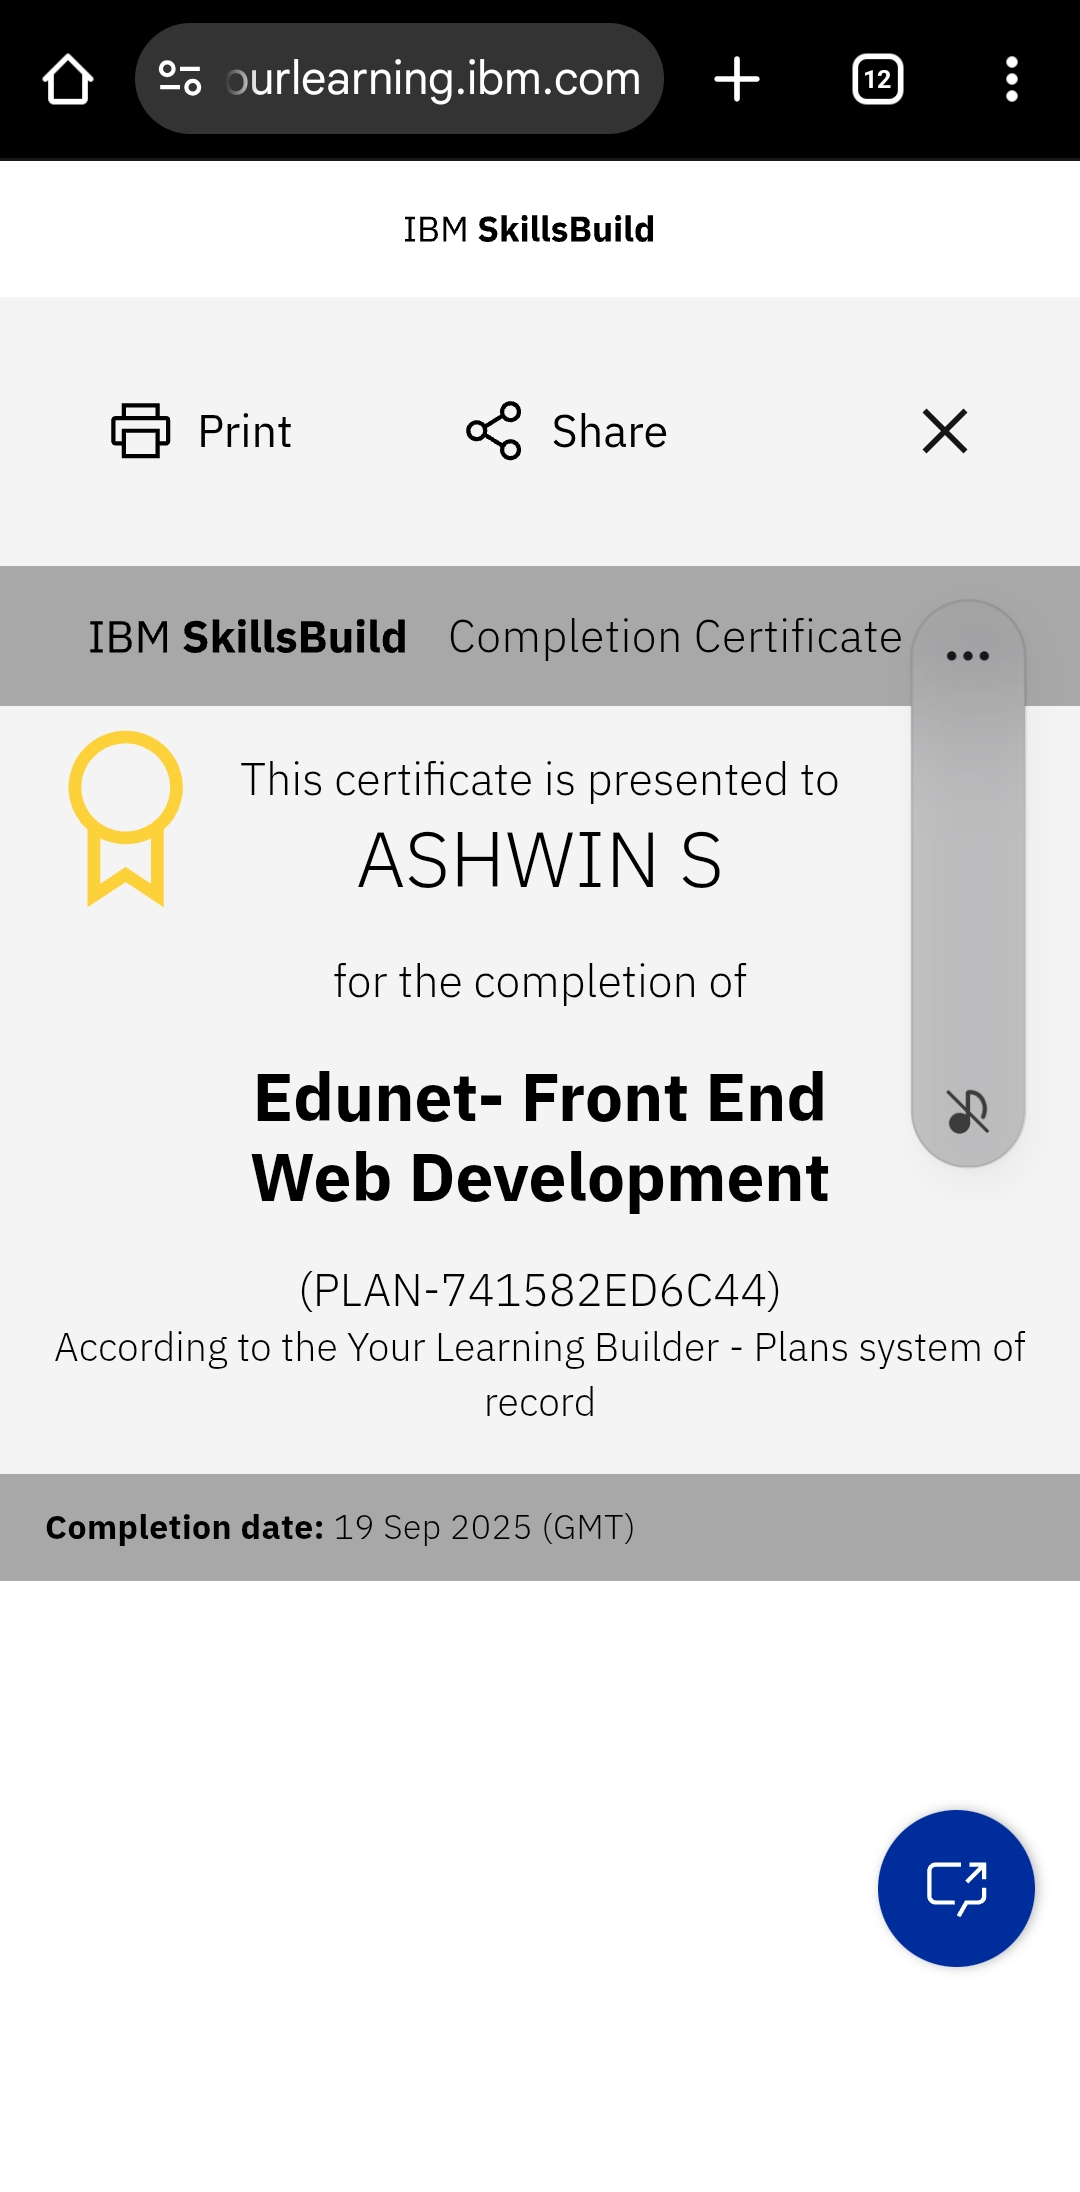 ourlearning.ibm.com
12
IBM SkillsBuild
Print
Share
IBM SkillsBuild Completion Certificate
This certificate is presented to
ASHWIN S
for the completion of
Edunet- Front End
Web Development
(PLAN-741582ED6C44)
According to the Your Learning Builder - Plans system of
record
Completion date: 19 Sep 2025 (GMT)